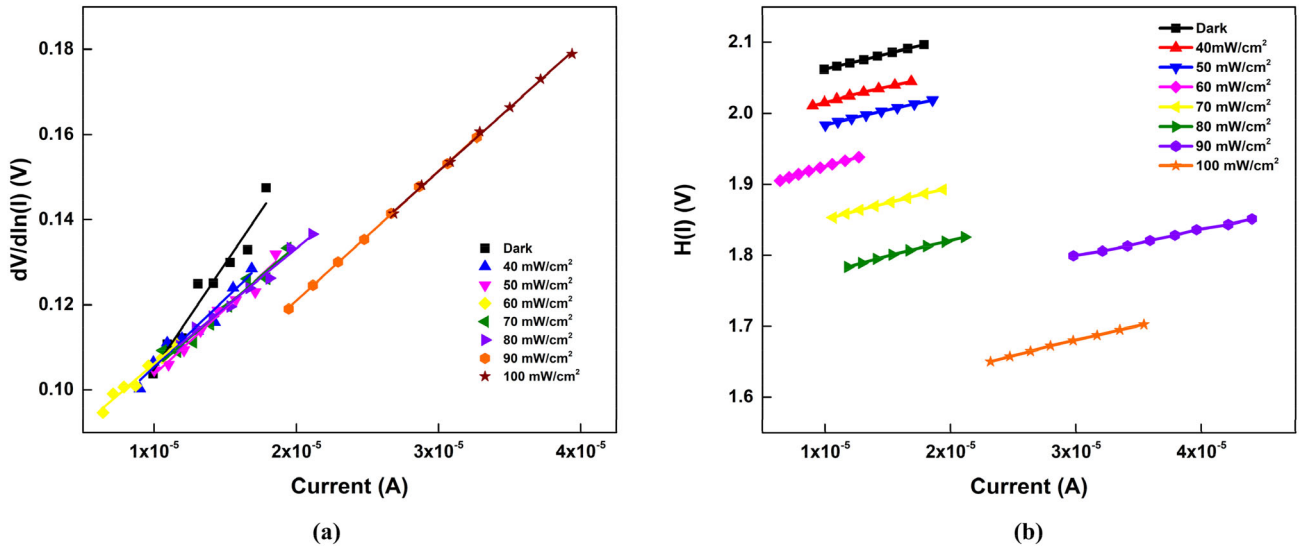 0.18
0.16
0.14
0.12
0.10
dV/dln(I) (V)
Dark
40 mW/cm²
50 mW/cm²
60 mW/cm²
70 mW/cm²
80 mW/cm²
90 mW/cm²
100 mW/cm²
1x10⁻⁵ 2x10⁻⁵ 3x10⁻⁵ 4x10⁻⁵
Current (A)
(a)
2.1
2.0
1.9
1.8
1.7
1.6
H(I) (V)
Dark
40mW/cm²
50 mW/cm²
60 mW/cm²
70 mW/cm²
80 mW/cm²
90 mW/cm²
100 mW/cm²
1x10⁻⁵ 2x10⁻⁵ 3x10⁻⁵ 4x10⁻⁵
Current (A)
(b)